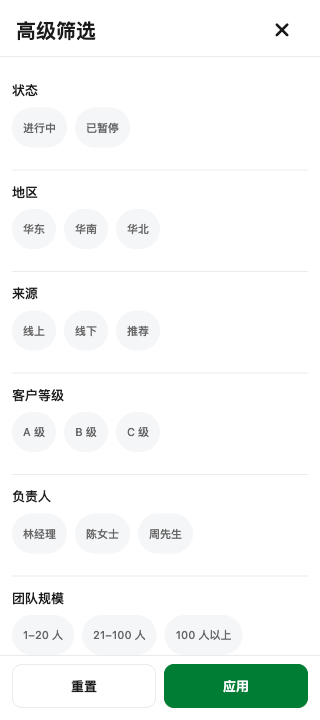 高级筛选
状态
进行中 已暂停
地区
华东 华南 华北
来源
线上 线下 推荐
客户等级
A 级 B 级 C 级
负责人
林经理 陈女士 周先生
团队规模
1–20 人 21–100 人 100 人以上
重置 应用